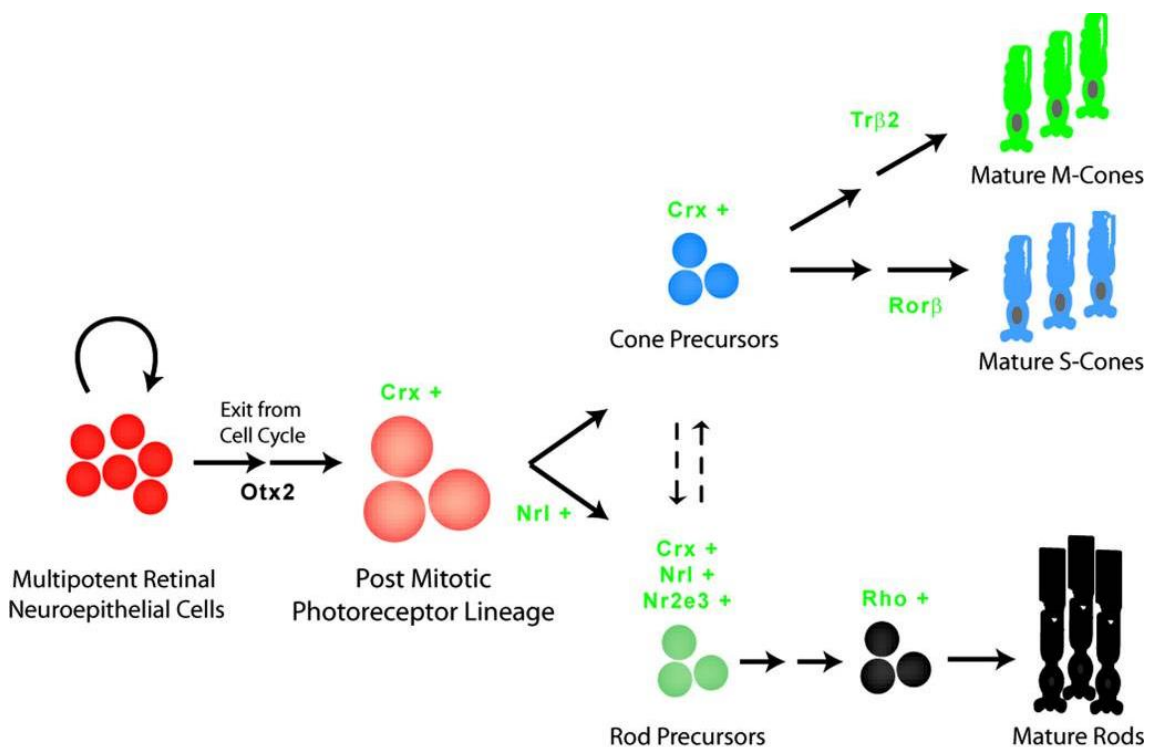 Trβ2
Mature M-Cones
Crx +
Rorβ
Cone Precursors
Mature S-Cones
Exit from
Cell Cycle
Otx2
Crx +
Nrl +
Multipotent Retinal
Neuroepithelial Cells
Post Mitotic
Photoreceptor Lineage
Crx +
Nrl +
Nr2e3 +
Rho +
Rod Precursors
Mature Rods